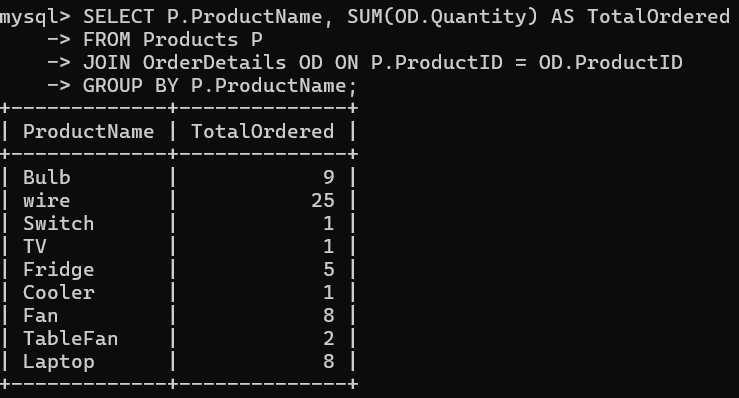 mysql> SELECT P.ProductName, SUM(OD.Quantity) AS TotalOrdered
    -> FROM Products P
    -> JOIN OrderDetails OD ON P.ProductID = OD.ProductID
    -> GROUP BY P.ProductName;
+-------------+--------------+
| ProductName | TotalOrdered |
+-------------+--------------+
| Bulb        |            9 |
| wire        |           25 |
| Switch      |            1 |
| TV          |            1 |
| Fridge      |            5 |
| Cooler      |            1 |
| Fan         |            8 |
| TableFan    |            2 |
| Laptop      |            8 |
+-------------+--------------+